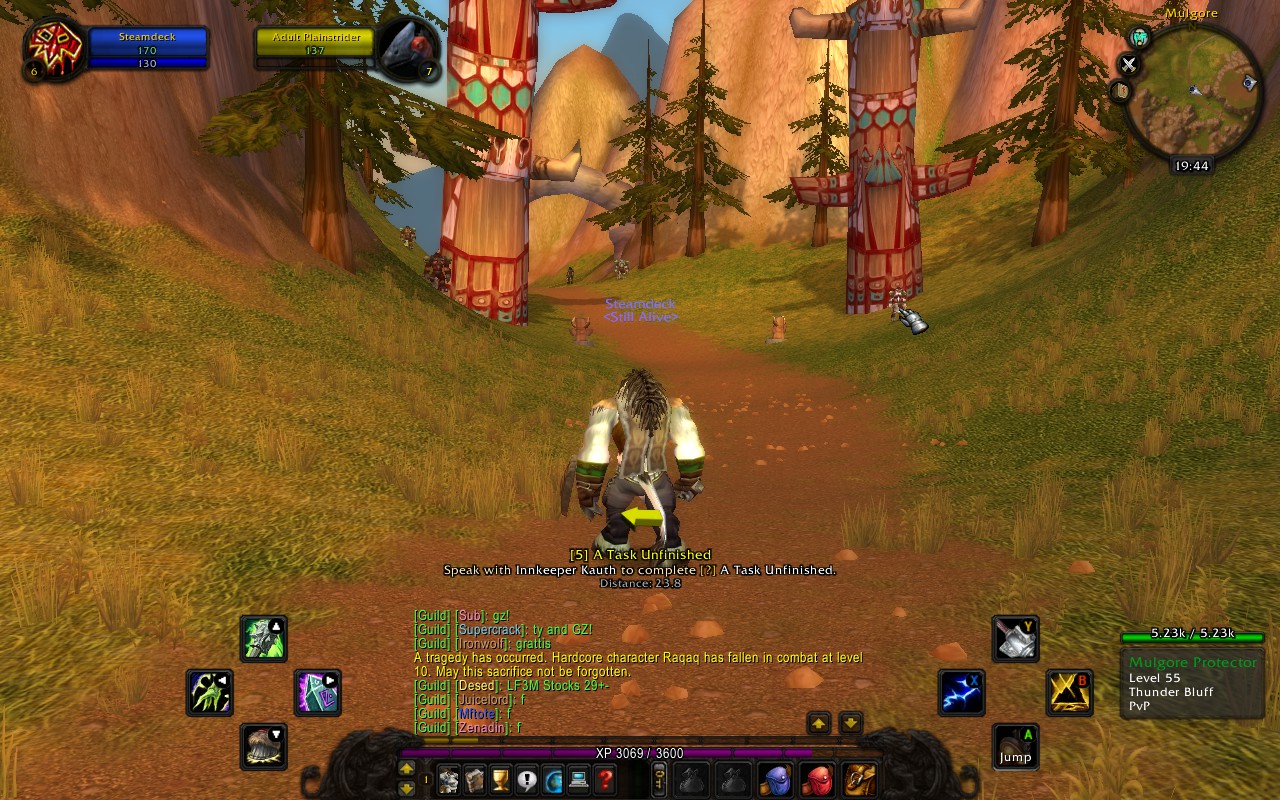 Steamdeck
170
130
6
Adult Plainstrider
137
7
Mulgore
19:44
Steamdeck
<Still Alive>
[5] A Task Unfinished
Speak with Innkeeper Kauth to complete [?] A Task Unfinished.
Distance: 23.8
[Guild] [Sub]: gz!
[Guild] [Supercrack]: ty and GZ!
[Guild] [Ironwolf]: grattis
A tragedy has occurred. Hardcore character Raqaq has fallen in combat at level
10. May this sacrifice not be forgotten.
[Guild] [Desed]: LF3M Stocks 29+-
[Guild] [Juicelord]: f
[Guild] [Mftote]: f
[Guild] [Zenadin]: f
Y
X
B
A
Jump
5.23k / 5.23k
Mulgore Protector
Level 55
Thunder Bluff
PvP
XP 3069 / 3600
1